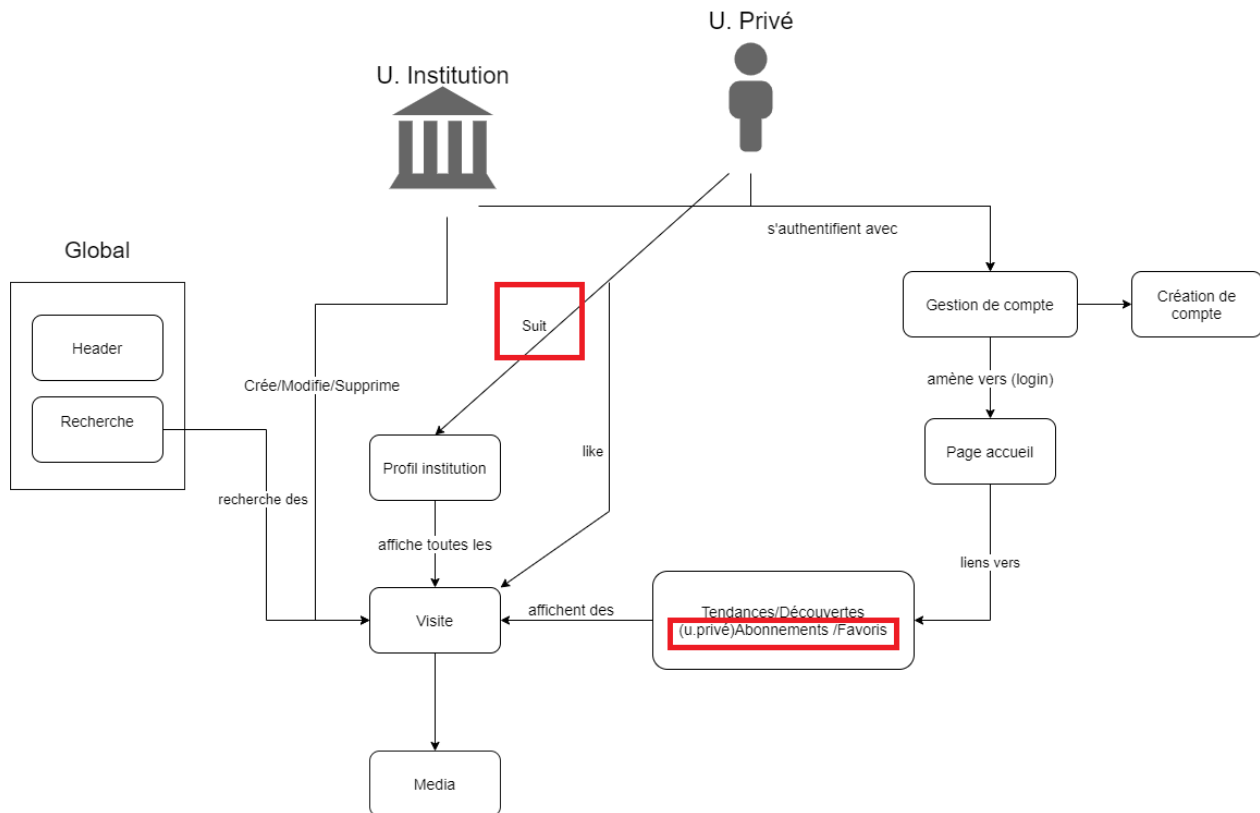 U. Privé
U. Institution
s'authentifient avec
Global
Gestion de compte
Création de
compte
Suit
Header
Crée/Modifie/Supprime
amène vers (login)
Recherche
Profil institution
like
Page accueil
recherche des
affiche toutes les
liens vers
Visite
affichent des
Tendances/Découvertes
(u.privé)Abonnements /Favoris
Media